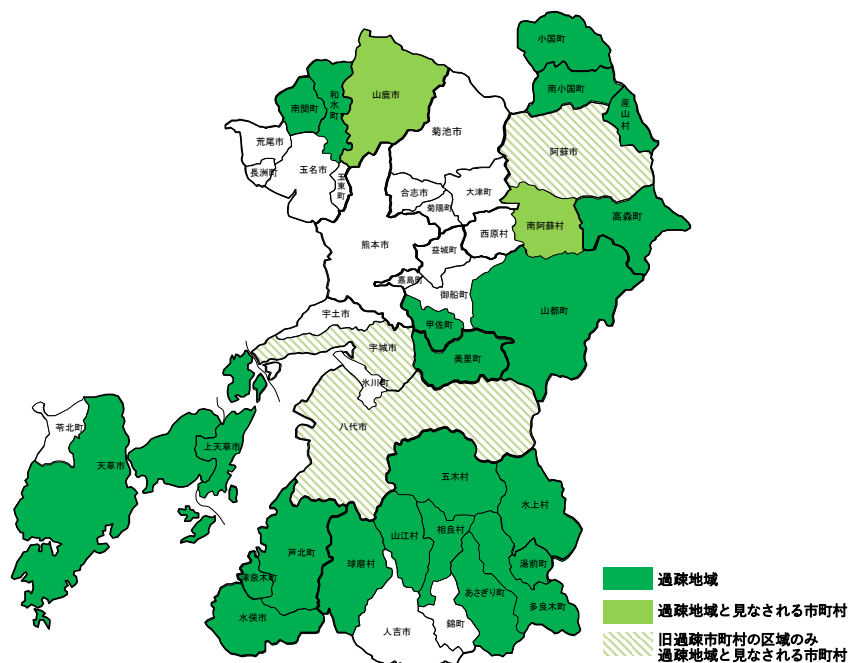 小国町
南小国町
産山村
山鹿市
和水町
南関町
菊池市
荒尾市
阿蘇市
長洲町
玉名市
玉東町
合志市
大津町
菊陽町
南阿蘇村
高森町
西原村
熊本市
益城町
嘉島町
御船町
宇土市
甲佐町
山都町
宇城市
美里町
氷川町
八代市
苓北町
天草市
上天草市
五木村
水上村
芦北町
球磨村
山江村
相良村
湯前町
津奈木町
あさぎり町
多良木町
水俣市
人吉市
錦町
過疎地域
過疎地域と見なされる市町村
旧過疎市町村の区域のみ
過疎地域と見なされる市町村